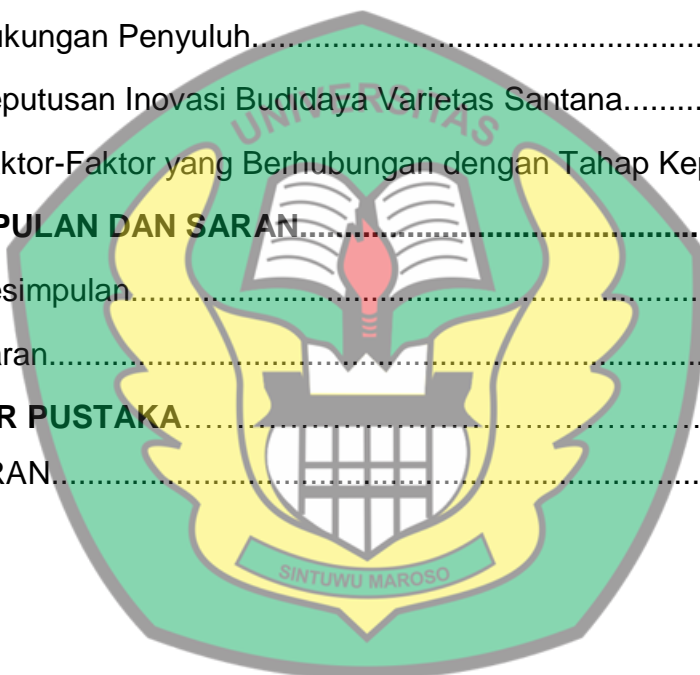 ukungan Penyuluh......................................................
eputusan Inovasi Budidaya Varietas Santana.........
UNIVERSITAS
ktor-Faktor yang Berhubungan dengan Tahap Kep
PULAN DAN SARAN................................................
esimpulan....................................................................
aran..............................................................................
R PUSTAKA................................................................
RAN..............................................................................
SINTUWU MAROSO